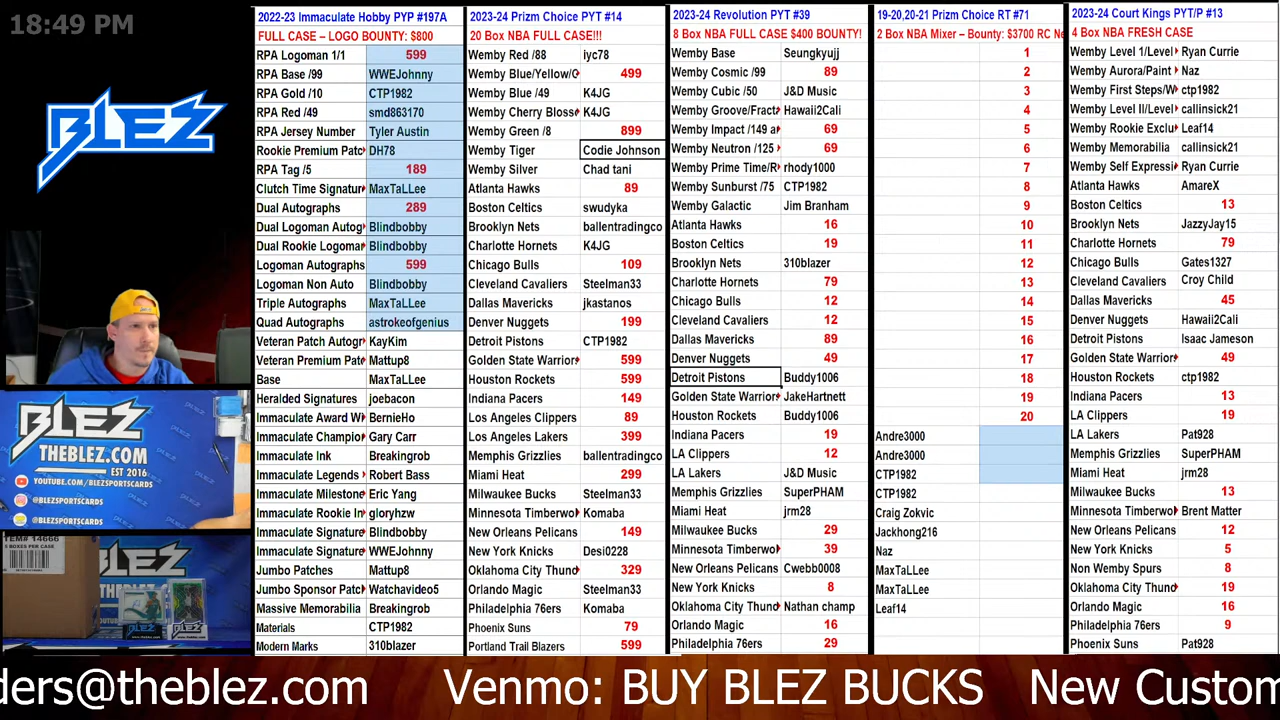 18:49 PM
BLEZ
BLEZ
THEBLEZ.COM
EST 2016
YOUTUBE.COM/BLEZSPORTSCARDS
@BLEZSPORTSCARDS
@BLEZSPORTSCARDS
ITEM# 14666
BOXES PER CASE
2022-23 Immaculate Hobby PYP #197A
FULL CASE – LOGO BOUNTY: $800
RPA Logoman 1/1 599
RPA Base /99 WWEJohnny
RPA Gold /10 CTP1982
RPA Red /49 smd863170
RPA Jersey Number Tyler Austin
Rookie Premium Patc DH78
RPA Tag /5 189
Clutch Time Signatur MaxTaLLee
Dual Autographs 289
Dual Logoman Autog Blindbobby
Dual Rookie Logomar Blindbobby
Logoman Autographs 599
Logoman Non Auto Blindbobby
Triple Autographs MaxTaLLee
Quad Autographs astrokeofgenius
Veteran Patch Autogr KayKim
Veteran Premium Pat Mattup8
Base MaxTaLLee
Heralded Signatures joebacon
Immaculate Award Wi BernieHo
Immaculate Champio Gary Carr
Immaculate Ink Breakingrob
Immaculate Legends Robert Bass
Immaculate Milestone Eric Yang
Immaculate Rookie In gloryhzw
Immaculate Signature Blindbobby
Immaculate Signature WWEJohnny
Jumbo Patches Mattup8
Jumbo Sponsor Patc Watchavideo5
Massive Memorabilia Breakingrob
Materials CTP1982
Modern Marks 310blazer
2023-24 Prizm Choice PYT #14
20 Box NBA FULL CASE!!!
Wemby Red /88 iyc78
Wemby Blue/Yellow/G 499
Wemby Blue /49 K4JG
Wemby Cherry Blosso K4JG
Wemby Green /8 899
Wemby Tiger Codie Johnson
Wemby Silver Chad tani
Atlanta Hawks 89
Boston Celtics swudyka
Brooklyn Nets ballentradingco
Charlotte Hornets K4JG
Chicago Bulls 109
Cleveland Cavaliers Steelman33
Dallas Mavericks jkastanos
Denver Nuggets 199
Detroit Pistons CTP1982
Golden State Warrior 599
Houston Rockets 599
Indiana Pacers 149
Los Angeles Clippers 89
Los Angeles Lakers 399
Memphis Grizzlies ballentradingco
Miami Heat 299
Milwaukee Bucks Steelman33
Minnesota Timberwo Komaba
New Orleans Pelicans 149
New York Knicks Desi0228
Oklahoma City Thund 329
Orlando Magic Steelman33
Philadelphia 76ers Komaba
Phoenix Suns 79
Portland Trail Blazers 599
2023-24 Revolution PYT #39
8 Box NBA FULL CASE $400 BOUNTY!
Wemby Base Seungkyujj
Wemby Cosmic /99 89
Wemby Cubic /50 J&D Music
Wemby Groove/Fract Hawaii2Cali
Wemby Impact /149 a 69
Wemby Neutron /125 69
Wemby Prime Time/R rhody1000
Wemby Sunburst /75 CTP1982
Wemby Galactic Jim Branham
Atlanta Hawks 16
Boston Celtics 19
Brooklyn Nets 310blazer
Charlotte Hornets 79
Chicago Bulls 12
Cleveland Cavaliers 12
Dallas Mavericks 89
Denver Nuggets 49
Detroit Pistons Buddy1006
Golden State Warrior JakeHartnett
Houston Rockets Buddy1006
Indiana Pacers 19
LA Clippers 12
LA Lakers J&D Music
Memphis Grizzlies SuperPHAM
Miami Heat jrm28
Milwaukee Bucks 29
Minnesota Timberwo 39
New Orleans Pelicans Cwebb0008
New York Knicks 8
Oklahoma City Thund Nathan champ
Orlando Magic 16
Philadelphia 76ers 29
19-20,20-21 Prizm Choice RT #71
2 Box NBA Mixer – Bounty: $3700 RC Ne
1
2
3
4
5
6
7
8
9
10
11
12
13
14
15
16
17
18
19
20
Andre3000
Andre3000
CTP1982
CTP1982
Craig Zokvic
Jackhong216
Naz
MaxTaLLee
MaxTaLLee
Leaf14
2023-24 Court Kings PYT/P #13
4 Box NBA FRESH CASE
Wemby Level 1/Level Ryan Currie
Wemby Aurora/Paint Naz
Wemby First Steps/W ctp1982
Wemby Level II/Level callinsick21
Wemby Rookie Exclu Leaf14
Wemby Memorabilia callinsick21
Wemby Self Expressi Ryan Currie
Atlanta Hawks AmareX
Boston Celtics 13
Brooklyn Nets JazzyJay15
Charlotte Hornets 79
Chicago Bulls Gates1327
Cleveland Cavaliers Croy Child
Dallas Mavericks 45
Denver Nuggets Hawaii2Cali
Detroit Pistons Isaac Jameson
Golden State Warrior 49
Houston Rockets ctp1982
Indiana Pacers 13
LA Clippers 19
LA Lakers Pat928
Memphis Grizzlies SuperPHAM
Miami Heat jrm28
Milwaukee Bucks 13
Minnesota Timberwo Brent Matter
New Orleans Pelicans 12
New York Knicks 5
Non Wemby Spurs 8
Oklahoma City Thund 19
Orlando Magic 16
Philadelphia 76ers 9
Phoenix Suns Pat928
ders@theblez.com Venmo: BUY BLEZ BUCKS New Custom